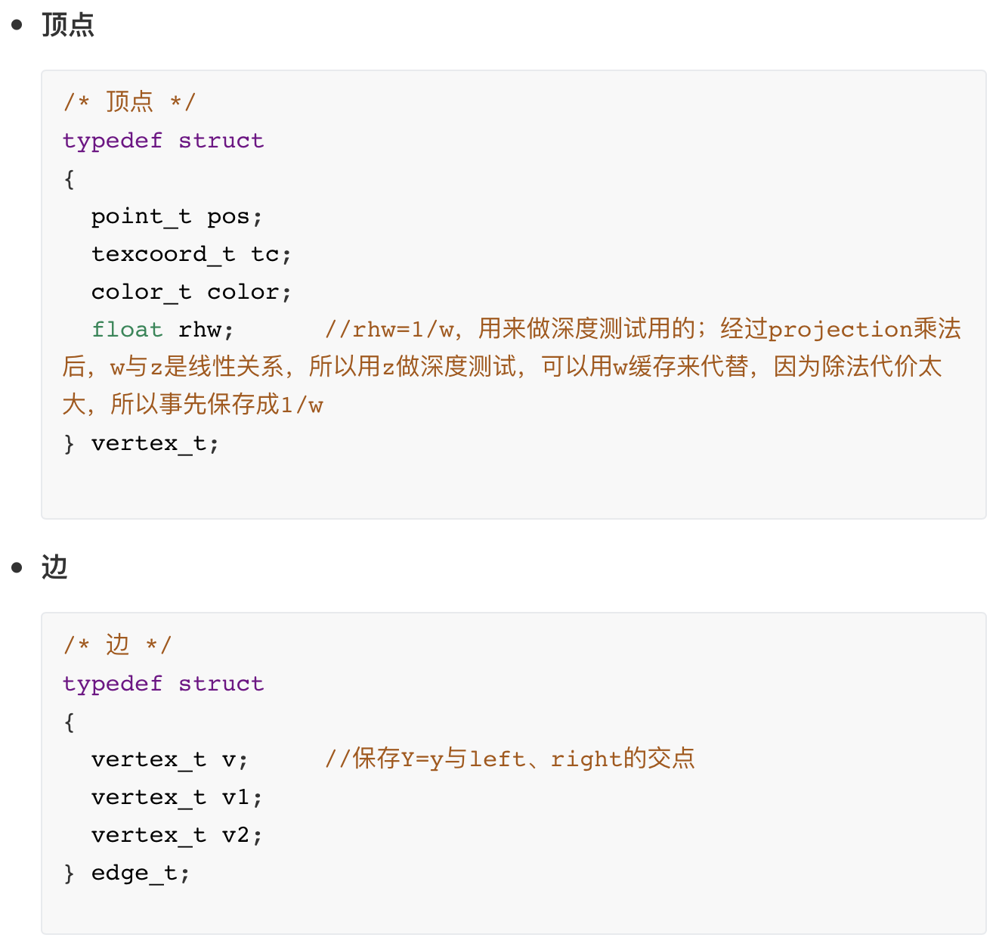 顶点
/* 顶点 */
typedef struct
{
  point_t pos;
  texcoord_t tc;
  color_t color;
  float rhw;      //rhw=1/w，用来做深度测试用的；经过projection乘法
后，w与z是线性关系，所以用z做深度测试，可以用w缓存来代替，因为除法代价太
大，所以事先保存成1/w
} vertex_t;
边
/* 边 */
typedef struct
{
  vertex_t v;     //保存Y=y与left、right的交点
  vertex_t v1;
  vertex_t v2;
} edge_t;